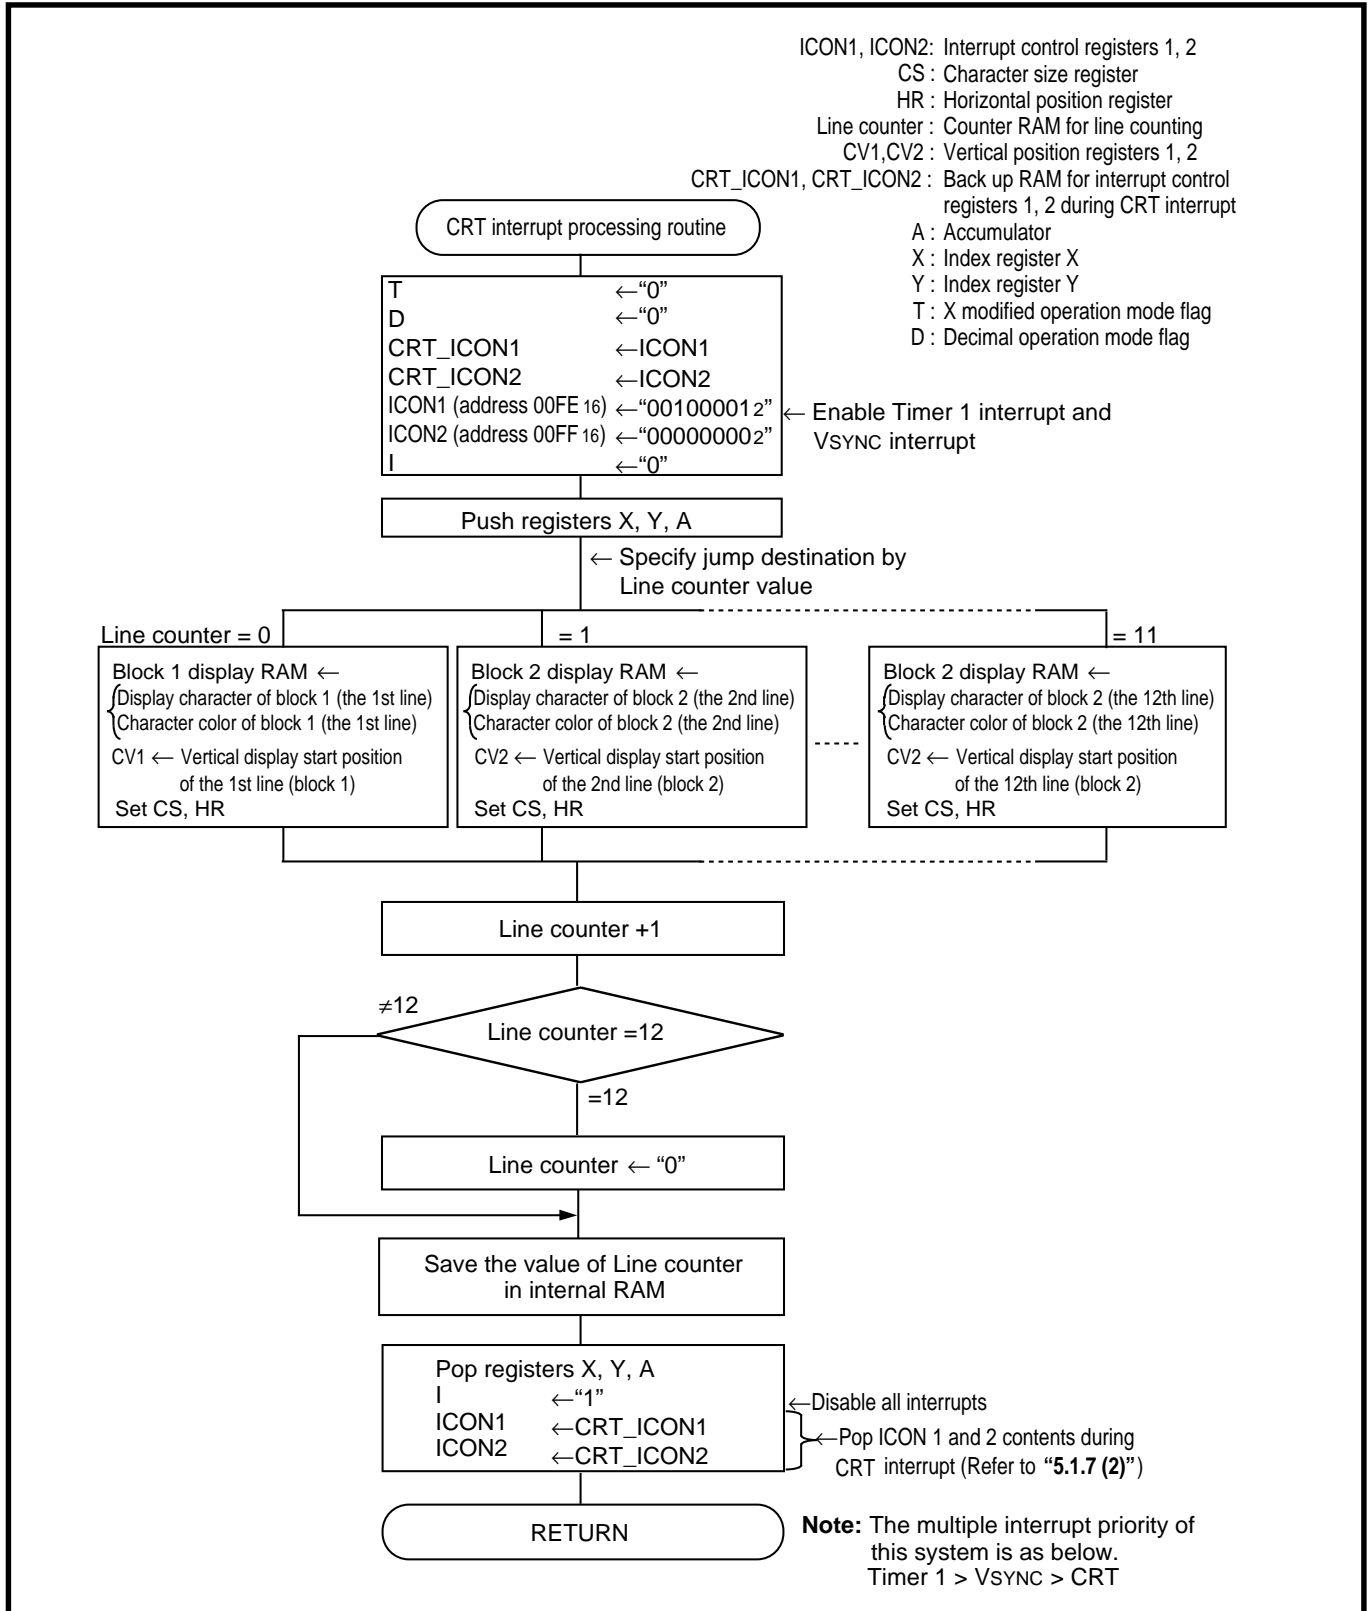 ICON1, ICON2: Interrupt control registers 1, 2
CS : Character size register
HR : Horizontal position register
Line counter : Counter RAM for line counting
CV1,CV2 : Vertical position registers 1, 2
CRT_ICON1, CRT_ICON2 : Back up RAM for interrupt control
registers 1, 2 during CRT interrupt
A : Accumulator
X : Index register X
Y : Index register Y
T : X modified operation mode flag
D : Decimal operation mode flag
CRT interrupt processing routine
T ←“0”
D ←“0”
CRT_ICON1 ←ICON1
CRT_ICON2 ←ICON2
ICON1 (address 00FE 16) ←“001000012”
ICON2 (address 00FF 16) ←“000000002”
I ←“0”
← Enable Timer 1 interrupt and
VSYNC interrupt
Push registers X, Y, A
← Specify jump destination by
Line counter value
Line counter = 0
= 1
= 11
Block 1 display RAM ←
Display character of block 1 (the 1st line)
Character color of block 1 (the 1st line)
CV1 ← Vertical display start position
of the 1st line (block 1)
Set CS, HR
Block 2 display RAM ←
Display character of block 2 (the 2nd line)
Character color of block 2 (the 2nd line)
CV2 ← Vertical display start position
of the 2nd line (block 2)
Set CS, HR
Block 2 display RAM ←
Display character of block 2 (the 12th line)
Character color of block 2 (the 12th line)
CV2 ← Vertical display start position
of the 12th line (block 2)
Set CS, HR
Line counter +1
≠12
Line counter =12
=12
Line counter ← “0”
Save the value of Line counter
in internal RAM
Pop registers X, Y, A
I ←“1”
ICON1 ←CRT_ICON1
ICON2 ←CRT_ICON2
←Disable all interrupts
←Pop ICON 1 and 2 contents during
CRT interrupt (Refer to “5.1.7 (2)”)
RETURN
Note: The multiple interrupt priority of
this system is as below.
Timer 1 > VSYNC > CRT